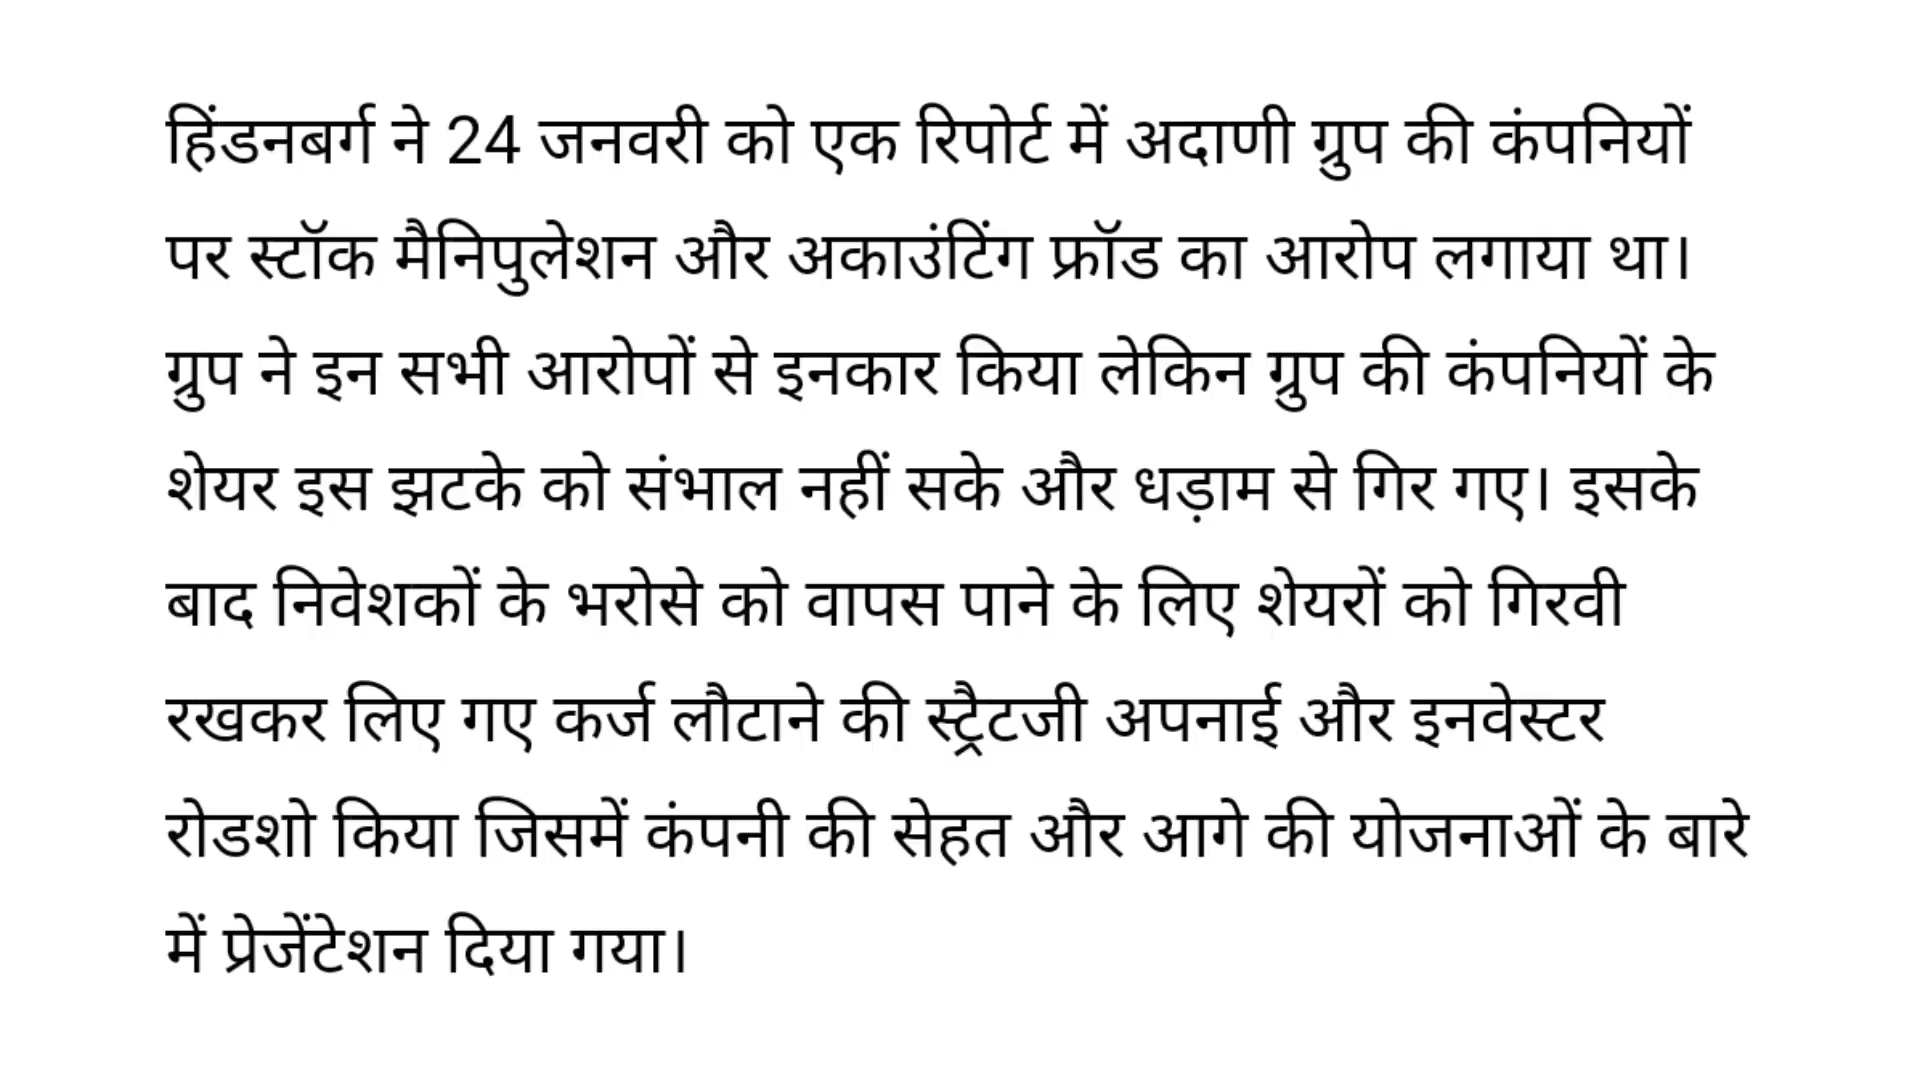 हिंडनबर्ग ने 24 जनवरी को एक रिपोर्ट में अदाणी ग्रुप की कंपनियों
पर स्टॉक मैनिपुलेशन और अकाउंटिंग फ्रॉड का आरोप लगाया था।
ग्रुप ने इन सभी आरोपों से इनकार किया लेकिन ग्रुप की कंपनियों के
शेयर इस झटके को संभाल नहीं सके और धड़ाम से गिर गए। इसके
बाद निवेशकों के भरोसे को वापस पाने के लिए शेयरों को गिरवी
रखकर लिए गए कर्ज लौटाने की स्ट्रैटजी अपनाई और इनवेस्टर
रोडशो किया जिसमें कंपनी की सेहत और आगे की योजनाओं के बारे
में प्रेजेंटेशन दिया गया।